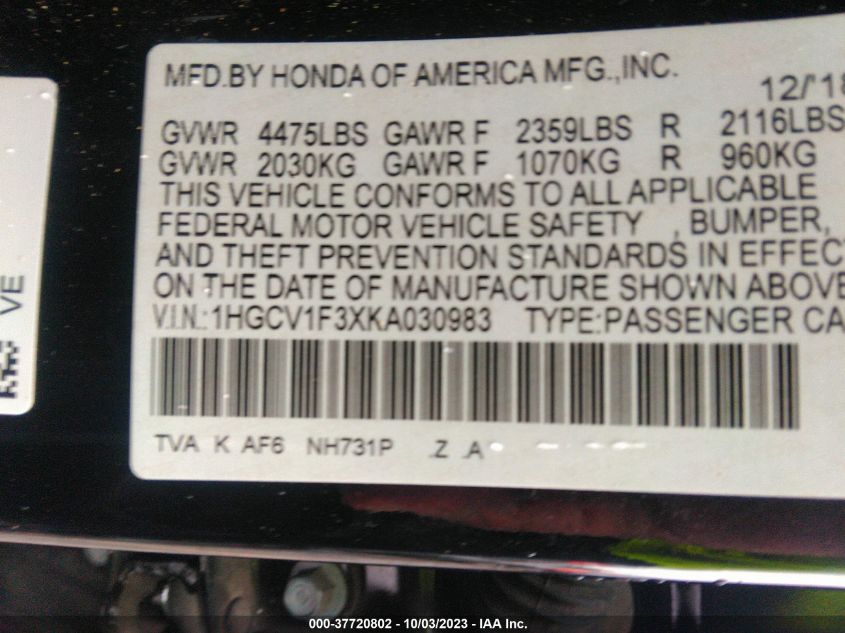 MFD.BY HONDA OF AMERICA MFG.,INC.
12/'18
GVWR 4475LBS GAWR F 2359LBS R 2116LBS
GVWR 2030KG GAWR F 1070KG R 960KG
THIS VEHICLE CONFORMS TO ALL APPLICABLE
FEDERAL MOTOR VEHICLE SAFETY , BUMPER,
AND THEFT PREVENTION STANDARDS IN EFFECT
ON THE DATE OF MANUFACTURE SHOWN ABOVE
V.I.N.:1HGCV1F3XKA030983 TYPE:PASSENGER CA
TVA K AF6 NH731P .Z .A
VE
000-37720802 - 10/03/2023 - IAA Inc.